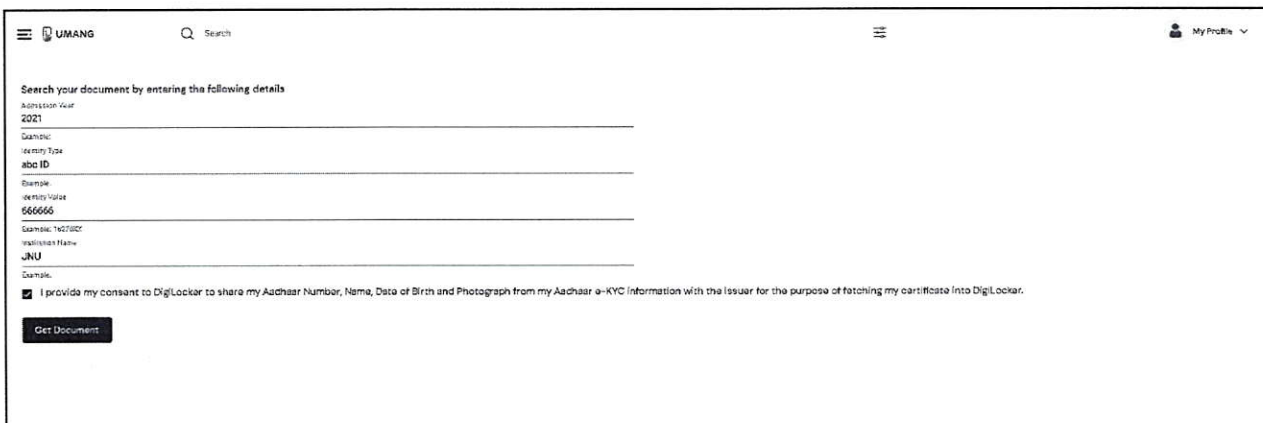 UMANG
Search
My Profile
Search your document by entering the following details
Admission Year
2021
Example:
Identity Type
abc ID
Example:
Identity Value
666666
Example:
Institution Name
JNU
Example:
I provide my consent to DigiLocker to share my Aadhaar Number, Name, Date of Birth and Photograph from my Aadhaar e-KYC information with the issuer for the purpose of fetching my certificate into DigiLocker.
Get Document